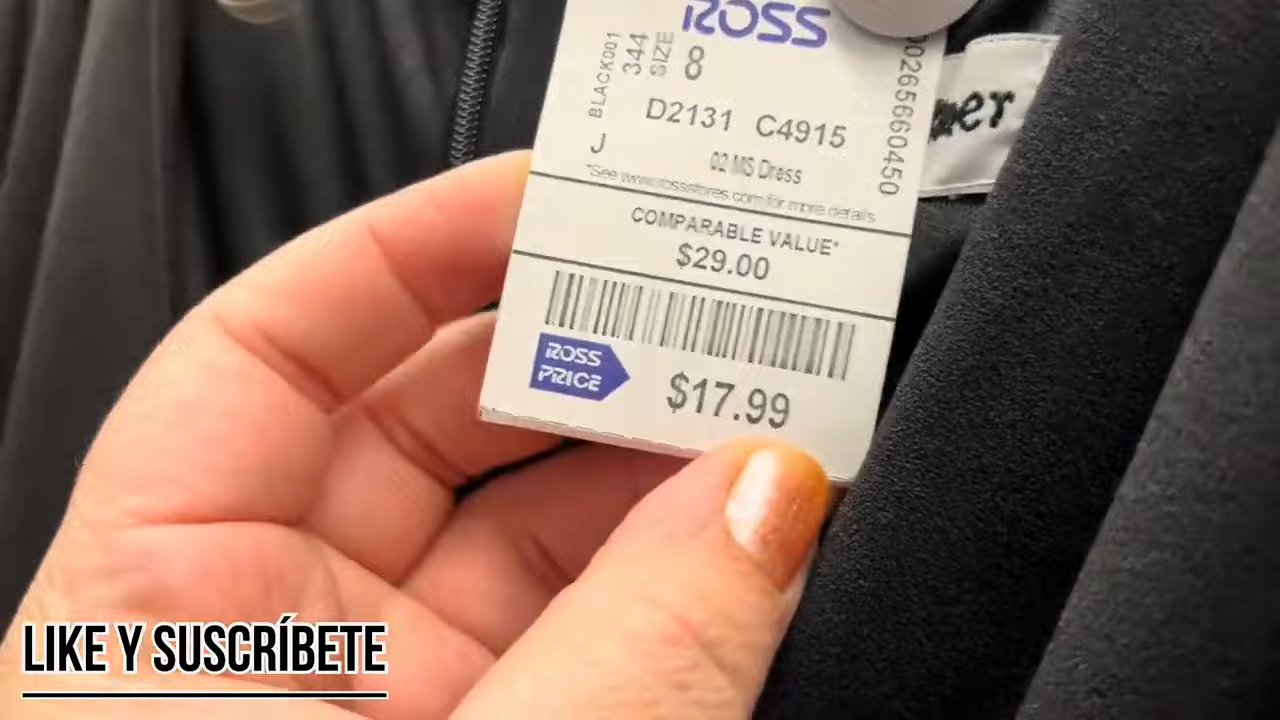 ROSS
BLACK001
344
SIZE
8
D2131 C4915
J
02 MS Dress
*See www.rossstores.com for more details
COMPARABLE VALUE*
$29.00
ROSS
PRICE
$17.99
LIKE Y SUSCRÍBETE